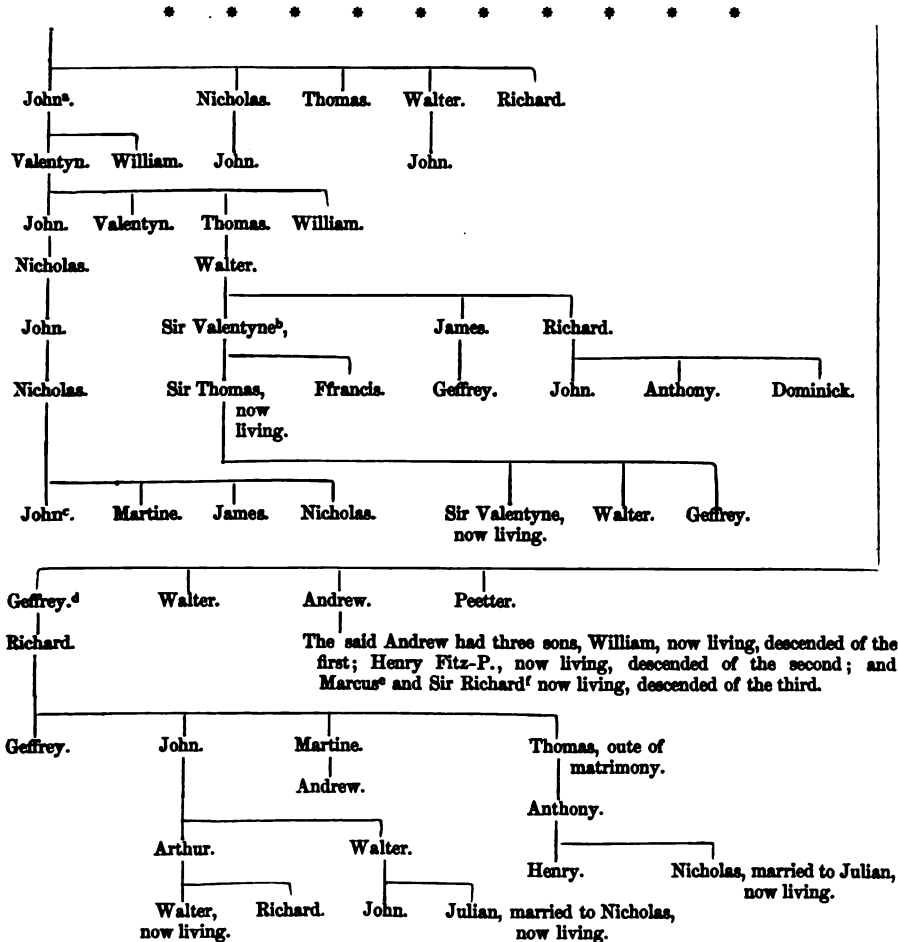 * * * * * * * * * *
Johnᵃ. Nicholas. Thomas. Walter. Richard.
Valentyn. William. John. John.
John. Valentyn. Thomas. William.
Nicholas. Walter.
John. Sir Valentyneᵇ, James. Richard.
Nicholas. Sir Thomas, Ffrancis. Geffrey. John. Anthony. Dominick.
now
living.
Johnᶜ. Martine. James. Nicholas. Sir Valentyne, Walter. Geffrey.
now living.
Geffrey.ᵈ Walter. Andrew. Peetter.
Richard. The said Andrew had three sons, William, now living, descended of the
first; Henry Fitz-P., now living, descended of the second; and
Marcusᵉ and Sir Richardᶠ now living, descended of the third.
Geffrey. John. Martine. Thomas, oute of
matrimony.
Andrew.
Anthony.
Arthur. Walter.
Henry. Nicholas, married to Julian,
now living.
Walter, Richard. John. Julian, married to Nicholas,
now living. now living.